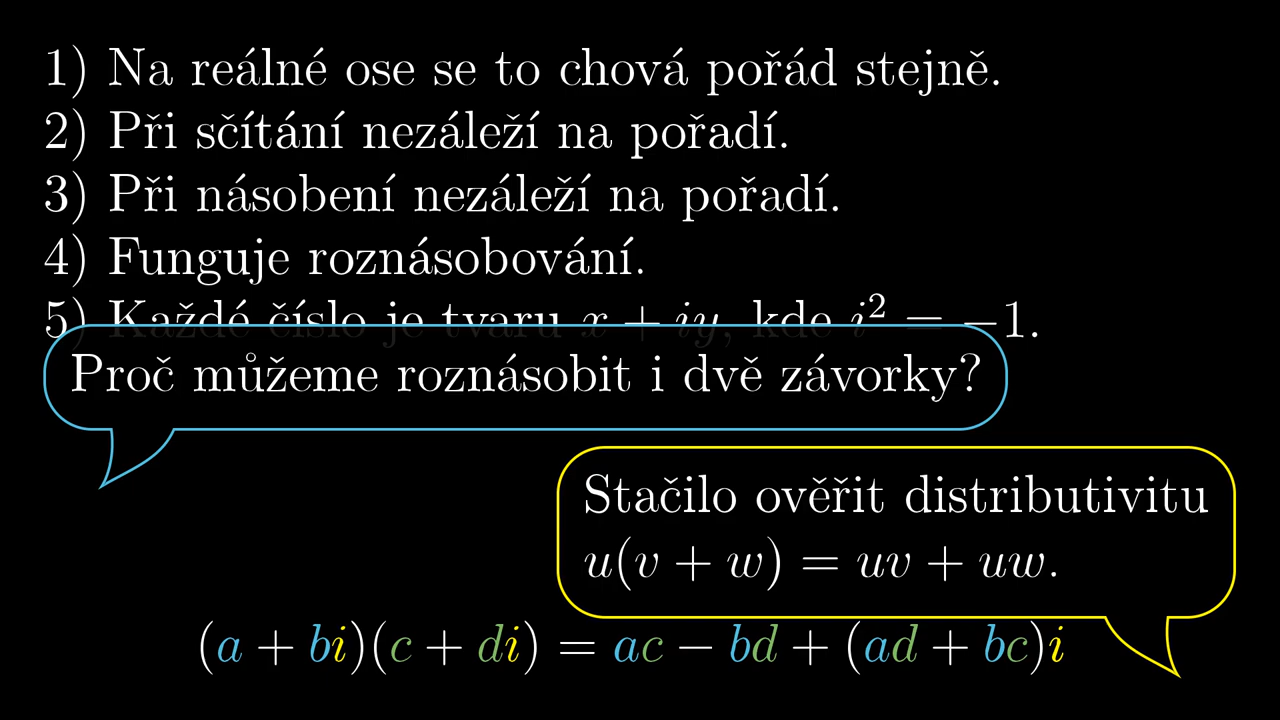 1) Na reálné ose se to chová pořád stejně.
2) Při sčítání nezáleží na pořadí.
3) Při násobení nezáleží na pořadí.
4) Funguje roznásobování.
5) Každé číslo je tvaru x + iy, kde i² = −1.
Proč můžeme roznásobit i dvě závorky?
Stačilo ověřit distributivitu
u(v + w) = uv + uw.
(a + bi)(c + di) = ac − bd + (ad + bc)i